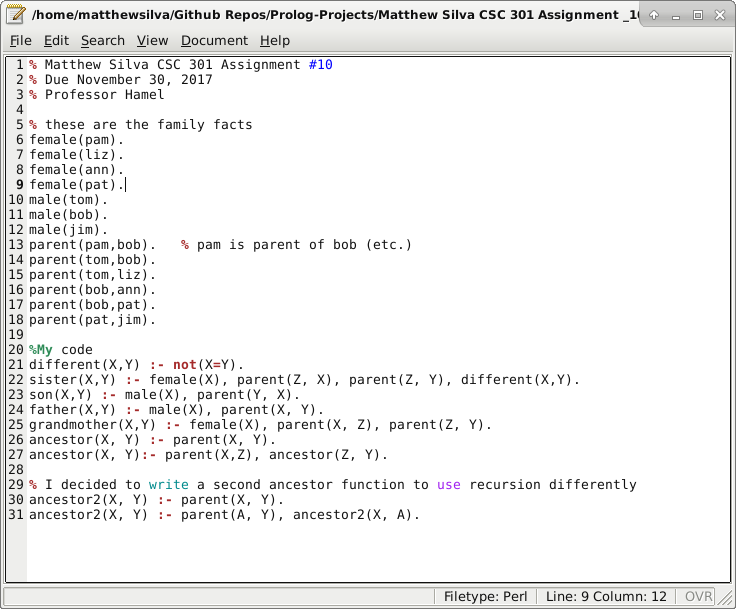 /home/matthewsilva/Github Repos/Prolog-Projects/Matthew Silva CSC 301 Assignment _10
File Edit Search View Document Help
1 % Matthew Silva CSC 301 Assignment #10
2 % Due November 30, 2017
3 % Professor Hamel
4
5 % these are the family facts
6 female(pam).
7 female(liz).
8 female(ann).
9 female(pat).
10 male(tom).
11 male(bob).
12 male(jim).
13 parent(pam,bob).   % pam is parent of bob (etc.)
14 parent(tom,bob).
15 parent(tom,liz).
16 parent(bob,ann).
17 parent(bob,pat).
18 parent(pat,jim).
19
20 %My code
21 different(X,Y) :- not(X=Y).
22 sister(X,Y) :- female(X), parent(Z, X), parent(Z, Y), different(X,Y).
23 son(X,Y) :- male(X), parent(Y, X).
24 father(X,Y) :- male(X), parent(X, Y).
25 grandmother(X,Y) :- female(X), parent(X, Z), parent(Z, Y).
26 ancestor(X, Y) :- parent(X, Y).
27 ancestor(X, Y):- parent(X,Z), ancestor(Z, Y).
28
29 % I decided to write a second ancestor function to use recursion differently
30 ancestor2(X, Y) :- parent(X, Y).
31 ancestor2(X, Y) :- parent(A, Y), ancestor2(X, A).
Filetype: Perl Line: 9 Column: 12 OVR